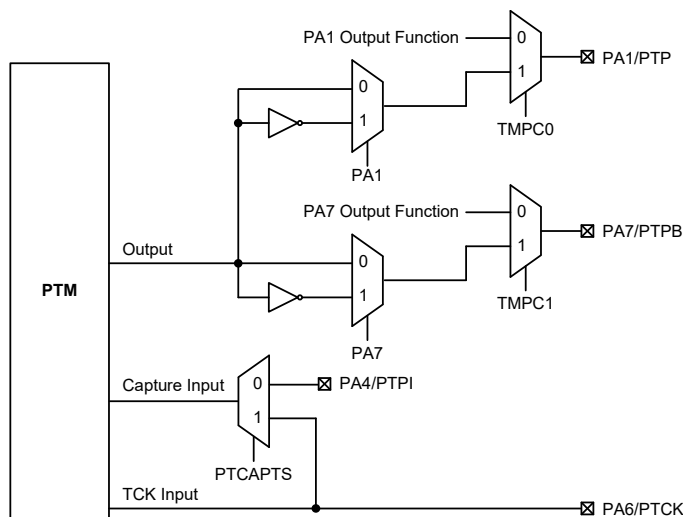 PA1 Output Function
0
1
PA1/PTP
TMPC0
0
1
PA1
PA7 Output Function
0
1
PA7/PTPB
TMPC1
Output
0
1
PA7
PTM
Capture Input
0
1
PA4/PTPI
PTCAPTS
TCK Input
PA6/PTCK